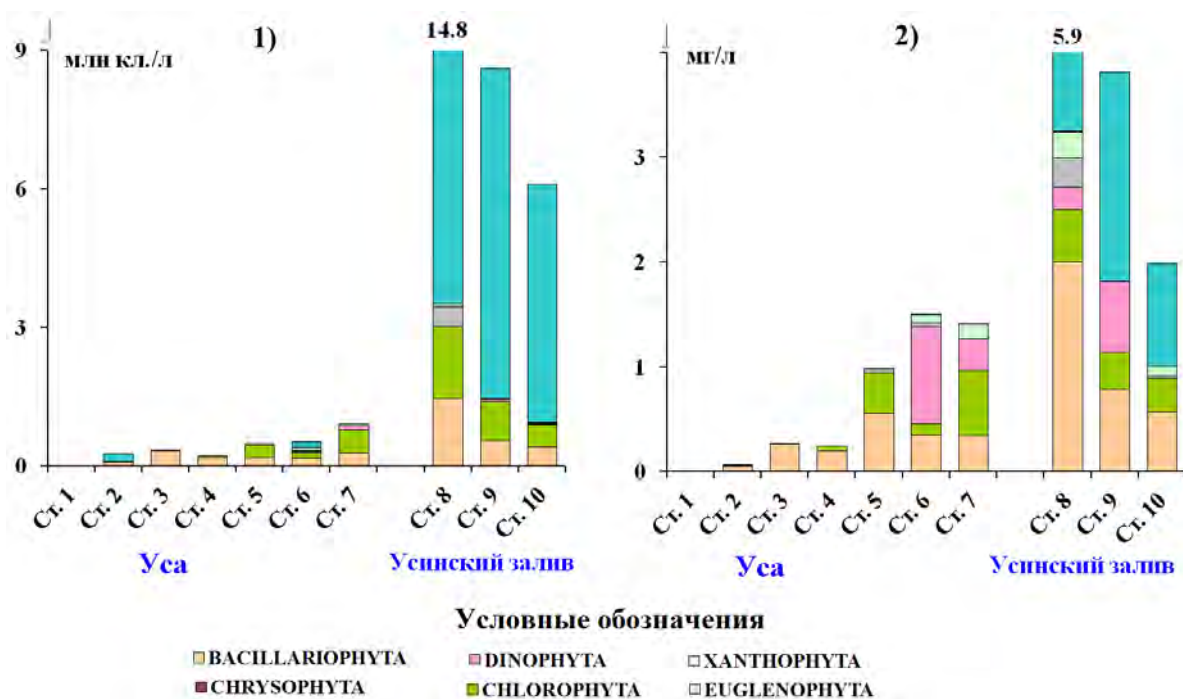 1)
14.8
9
млн кл./л
6
3
0
Ст. 1
Ст. 2
Ст. 3
Ст. 4
Ст. 5
Ст. 6
Ст. 7
Ст. 8
Ст. 9
Ст. 10
Уса
Усинский залив
2)
5.9
мг/л
3
2
1
0
Ст. 1
Ст. 2
Ст. 3
Ст. 4
Ст. 5
Ст. 6
Ст. 7
Ст. 8
Ст. 9
Ст. 10
Уса
Усинский залив
Условные обозначения
BACILLARIOPHYTA DINOPHYTA XANTHOPHYTA
CHRYSOPHYTA CHLOROPHYTA EUGLENOPHYTA